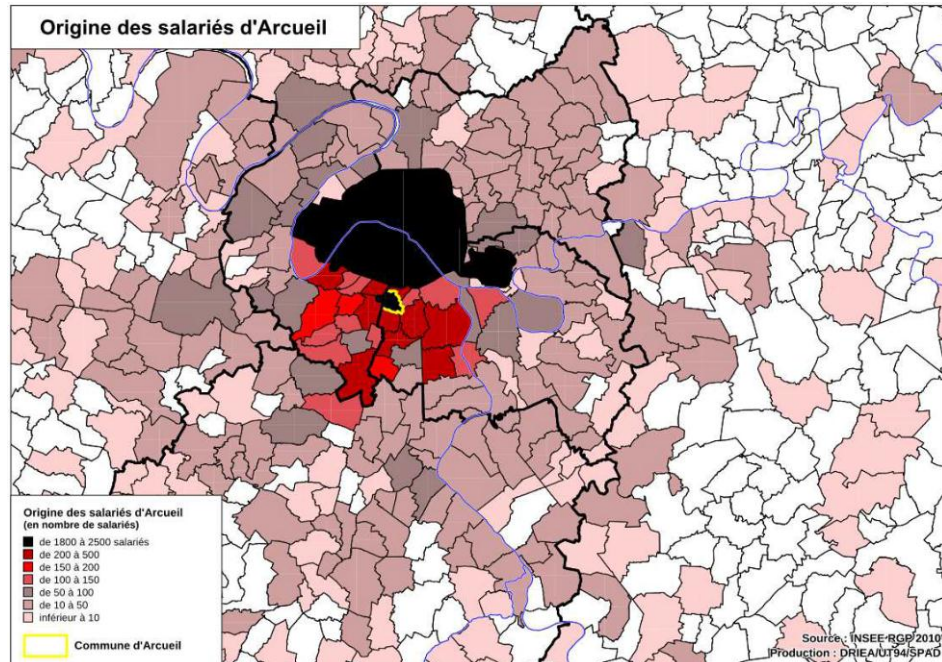 Origine des salariés d'Arcueil
Origine des salariés d'Arcueil
(en nombre de salariés)
de 1800 à 2500 salariés
de 200 à 500
de 150 à 200
de 100 à 150
de 50 à 100
de 10 à 50
inférieur à 10
Commune d'Arcueil
Source : INSEE RGP 2010
Production : DRIEA/UT94/SPAD